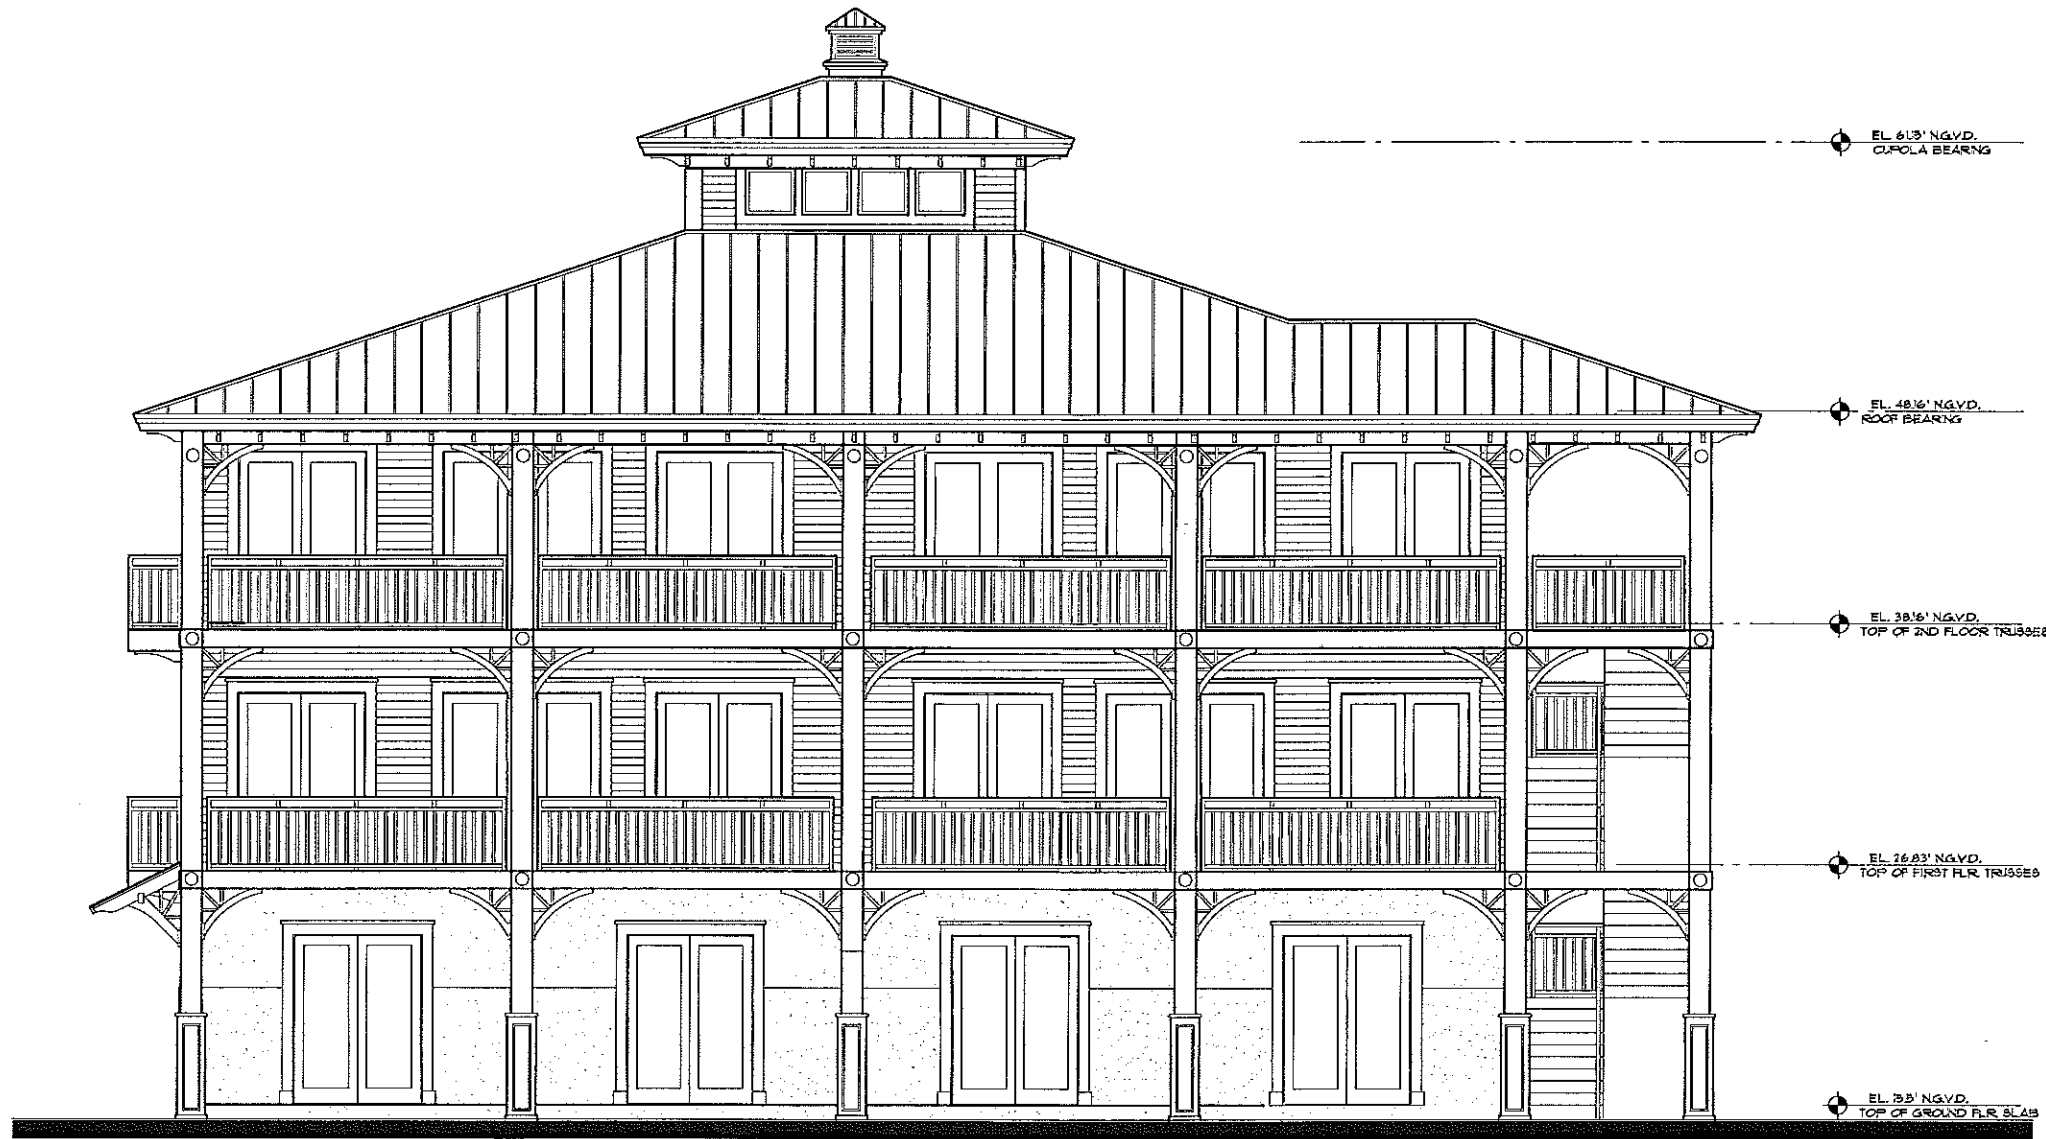 EL. 61.3' N.G.V.D.
CUPOLA BEARING
EL. 48.16' N.G.V.D.
ROOF BEARING
EL. 38.16' N.G.V.D.
TOP OF 2ND FLOOR TRUSSES
EL. 26.83' N.G.V.D.
TOP OF FIRST FLR. TRUSSES
EL. 15.5' N.G.V.D.
TOP OF GROUND FLR. SLAB